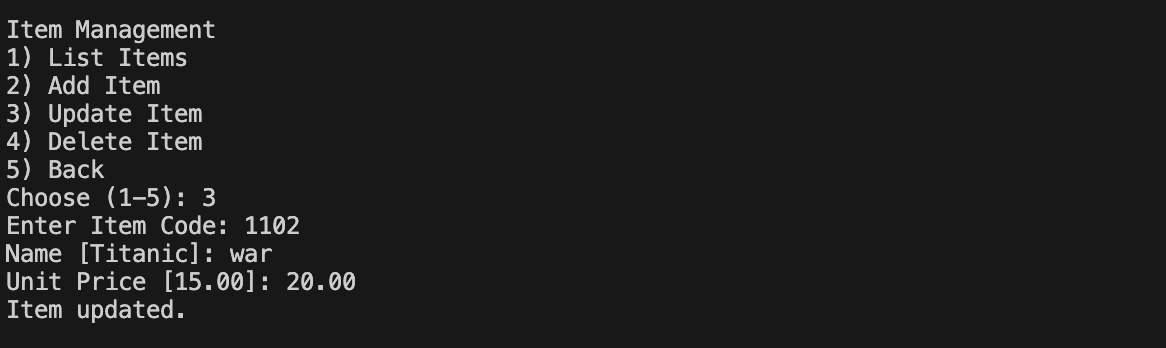 Item Management
1) List Items
2) Add Item
3) Update Item
4) Delete Item
5) Back
Choose (1-5): 3
Enter Item Code: 1102
Name [Titanic]: war
Unit Price [15.00]: 20.00
Item updated.